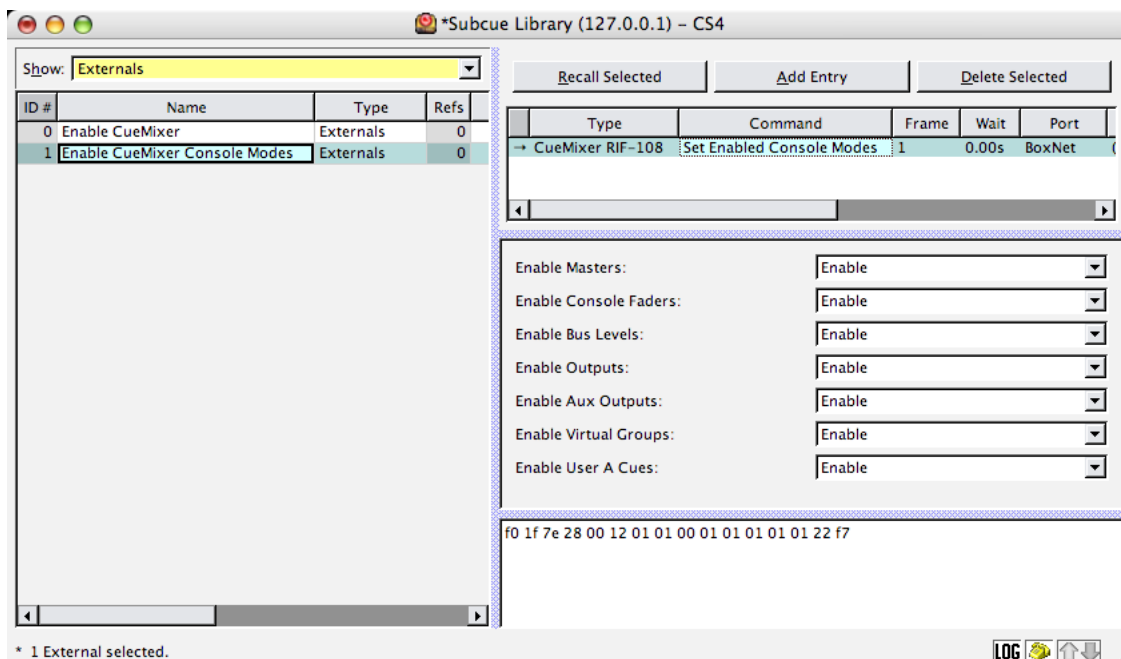 *Subcue Library (127.0.0.1) – CS4
Show: Externals
Recall Selected Add Entry Delete Selected
ID # Name Type Refs
0 Enable CueMixer Externals 0
1 Enable CueMixer Console Modes Externals 0
Type Command Frame Wait Port
→ CueMixer RIF-108 Set Enabled Console Modes 1 0.00s BoxNet (
Enable Masters: Enable
Enable Console Faders: Enable
Enable Bus Levels: Enable
Enable Outputs: Enable
Enable Aux Outputs: Enable
Enable Virtual Groups: Enable
Enable User A Cues: Enable
f0 1f 7e 28 00 12 01 01 00 01 01 01 01 01 22 f7
* 1 External selected.
LOG